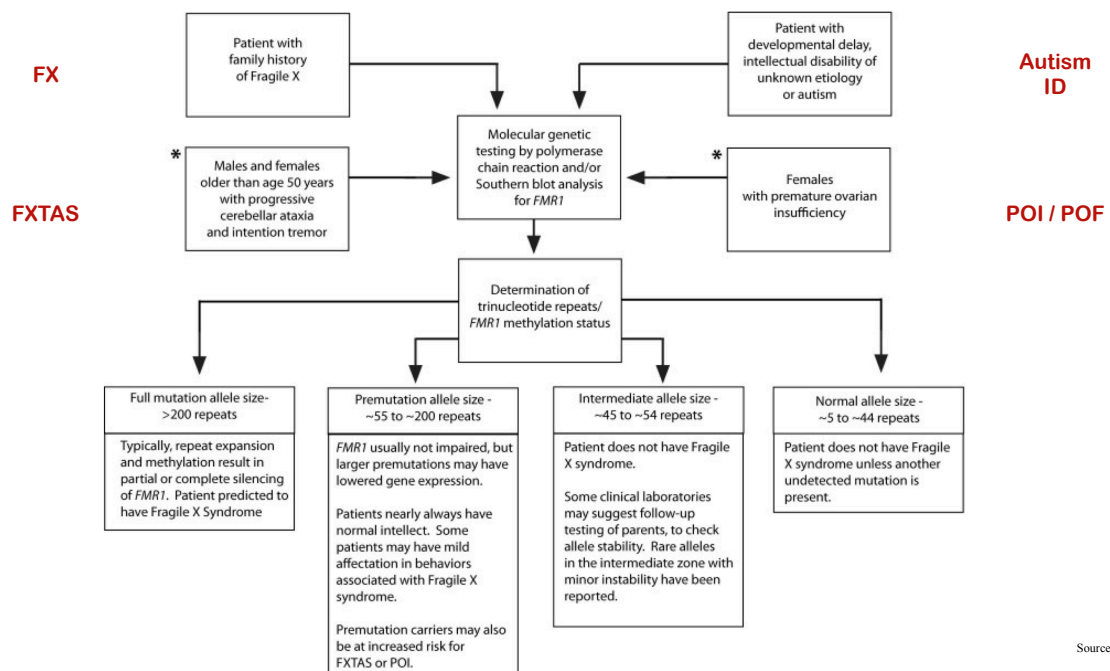 FX
Patient with
family history
of Fragile X
Patient with
developmental delay,
intellectual disability of
unknown etiology
or autism
Autism
ID
Molecular genetic
testing by polymerase
chain reaction and/or
Southern blot analysis
for FMR1
FXTAS
*
Males and females
older than age 50 years
with progressive
cerebellar ataxia
and intention tremor
*
Females
with premature ovarian
insufficiency
POI / POF
Determination of
trinucleotide repeats/
FMR1 methylation status
Full mutation allele size-
>200 repeats
Typically, repeat expansion
and methylation result in
partial or complete silencing
of FMR1. Patient predicted to
have Fragile X Syndrome
Premutation allele size -
~55 to ~200 repeats
FMR1 usually not impaired, but
larger premutations may have
lowered gene expression.
Patients nearly always have
normal intellect. Some
patients may have mild
affectation in behaviors
associated with Fragile X
syndrome.
Premutation carriers may also
be at increased risk for
FXTAS or POI.
Intermediate allele size -
~45 to ~54 repeats
Patient does not have Fragile
X syndrome.
Some clinical laboratories
may suggest follow-up
testing of parents, to check
allele stability. Rare alleles
in the intermediate zone with
minor instability have been
reported.
Normal allele size -
~5 to ~44 repeats
Patient does not have Fragile
X syndrome unless another
undetected mutation is
present.
Source